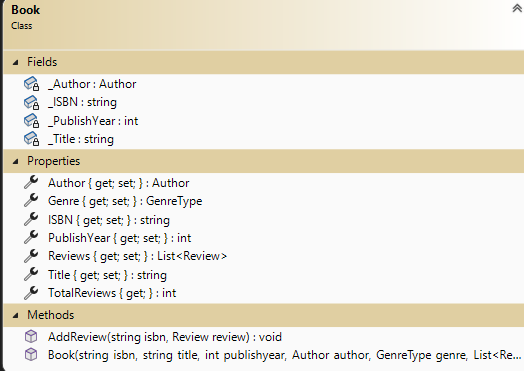 Book
Class
Fields
_Author : Author
_ISBN : string
_PublishYear : int
_Title : string
Properties
Author { get; set; } : Author
Genre { get; set; } : GenreType
ISBN { get; set; } : string
PublishYear { get; set; } : int
Reviews { get; set; } : List<Review>
Title { get; set; } : string
TotalReviews { get; } : int
Methods
AddReview(string isbn, Review review) : void
Book(string isbn, string title, int publishyear, Author author, GenreType genre, List<Re...